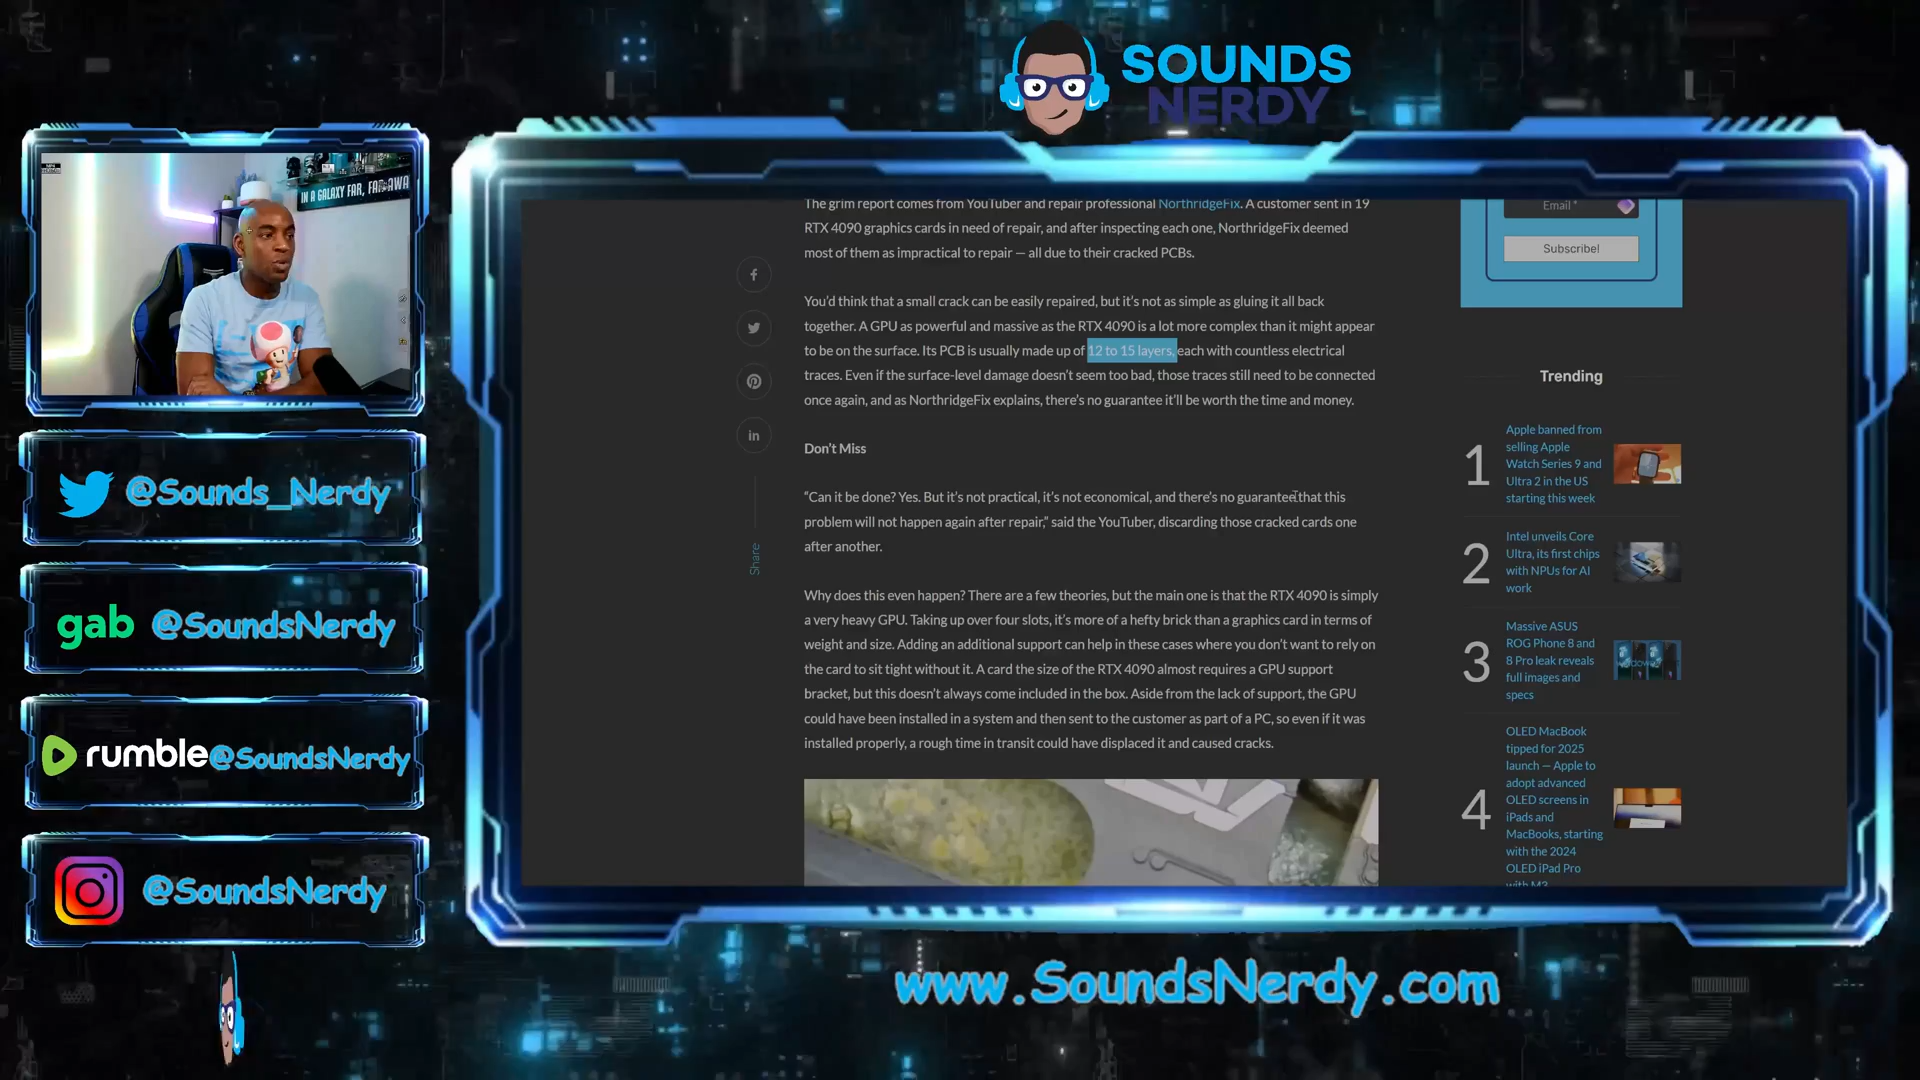 SOUNDS
NERDY
IN A GALAXY FAR, FAR AWA
@Sounds_Nerdy
gab @SoundsNerdy
rumble @SoundsNerdy
@SoundsNerdy
The grim report comes from YouTuber and repair professional NorthridgeFix. A customer sent in 19
RTX 4090 graphics cards in need of repair, and after inspecting each one, NorthridgeFix deemed
most of them as impractical to repair — all due to their cracked PCBs.
You'd think that a small crack can be easily repaired, but it's not as simple as gluing it all back
together. A GPU as powerful and massive as the RTX 4090 is a lot more complex than it might appear
to be on the surface. Its PCB is usually made up of 12 to 15 layers, each with countless electrical
traces. Even if the surface-level damage doesn't seem too bad, those traces still need to be connected
once again, and as NorthridgeFix explains, there's no guarantee it'll be worth the time and money.
Don't Miss
“Can it be done? Yes. But it's not practical, it's not economical, and there's no guarantee that this
problem will not happen again after repair,” said the YouTuber, discarding those cracked cards one
after another.
Why does this even happen? There are a few theories, but the main one is that the RTX 4090 is simply
a very heavy GPU. Taking up over four slots, it's more of a hefty brick than a graphics card in terms of
weight and size. Adding an additional support can help in these cases where you don't want to rely on
the card to sit tight without it. A card the size of the RTX 4090 almost requires a GPU support
bracket, but this doesn't always come included in the box. Aside from the lack of support, the GPU
could have been installed in a system and then sent to the customer as part of a PC, so even if it was
installed properly, a rough time in transit could have displaced it and caused cracks.
Share
Email *
Subscribe!
Trending
1
Apple banned from
selling Apple
Watch Series 9 and
Ultra 2 in the US
starting this week
2
Intel unveils Core
Ultra, its first chips
with NPUs for AI
work
3
Massive ASUS
ROG Phone 8 and
8 Pro leak reveals
full images and
specs
4
OLED MacBook
tipped for 2025
launch — Apple to
adopt advanced
OLED screens in
iPads and
MacBooks, starting
with the 2024
OLED iPad Pro
with M3
www.SoundsNerdy.com